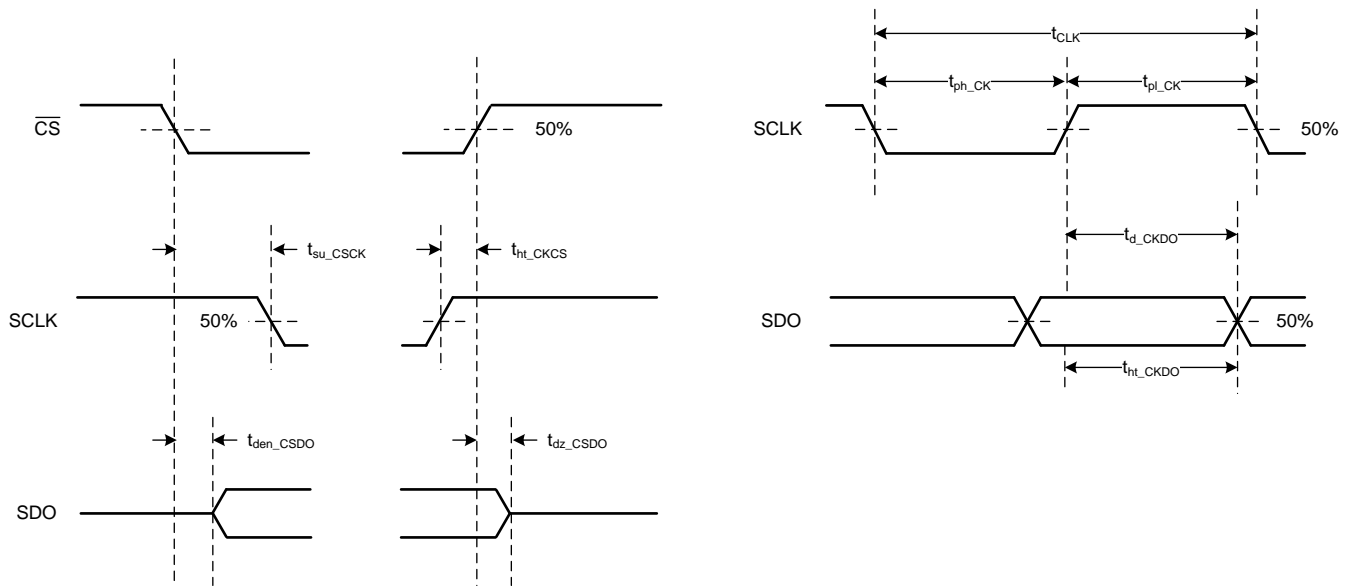 CS
50%
t_su_CSCK
t_ht_CKCS
SCLK
50%
t_den_CSDO
t_dz_CSDO
SDO
t_CLK
t_ph_CK
t_pl_CK
SCLK
50%
t_d_CKDO
SDO
50%
t_ht_CKDO